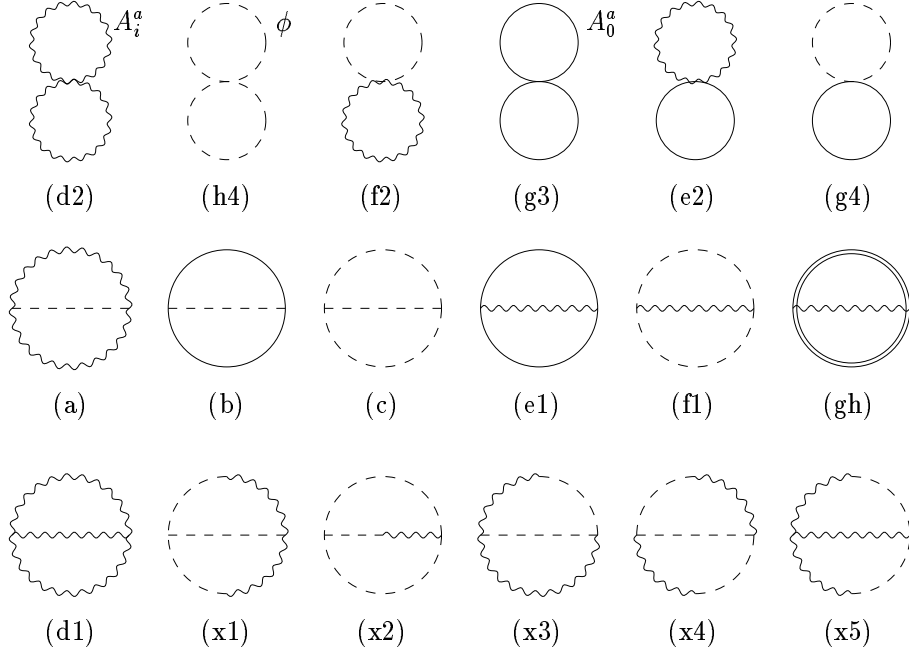 A_i^a ϕ A_0^a
(d2) (h4) (f2) (g3) (e2) (g4)
(a) (b) (c) (e1) (f1) (gh)
(d1) (x1) (x2) (x3) (x4) (x5)